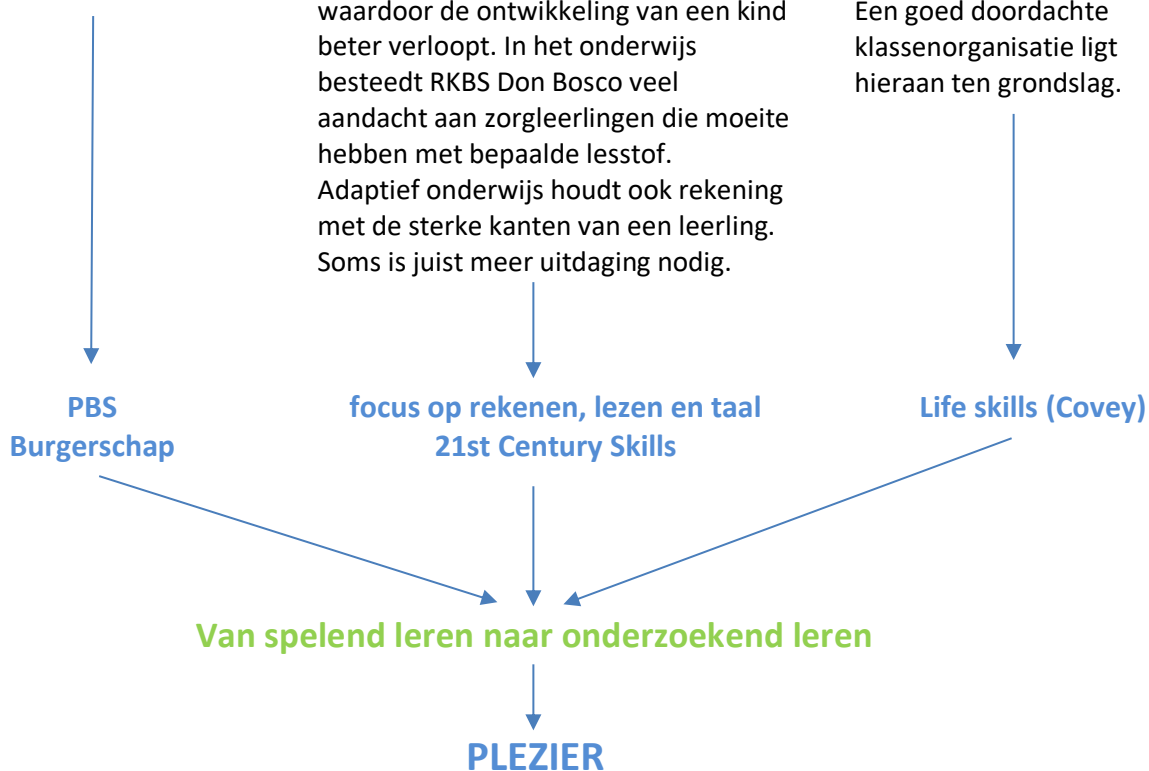 waardoor de ontwikkeling van een kind
beter verloopt. In het onderwijs
besteedt RKBS Don Bosco veel
aandacht aan zorgleerlingen die moeite
hebben met bepaalde lesstof.
Adaptief onderwijs houdt ook rekening
met de sterke kanten van een leerling.
Soms is juist meer uitdaging nodig.
Een goed doordachte
klassenorganisatie ligt
hieraan ten grondslag.
PBS
Burgerschap
focus op rekenen, lezen en taal
21st Century Skills
Life skills (Covey)
Van spelend leren naar onderzoekend leren
PLEZIER